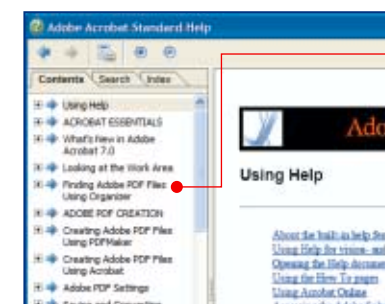 Adobe Acrobat Standard Help
Contents Search Index
Using Help
ACROBAT ESSENTIALS
What's New in Adobe
Acrobat 7.0
Looking at the Work Area
Finding Adobe PDF Files
Using Organizer
ADOBE PDF CREATION
Creating Adobe PDF Files
Using PDFMaker
Creating Adobe PDF Files
Using Acrobat
Adobe PDF Settings
Ado
Using Help
About the built-in help
Using Help for vision- and
Opening the Help
Using the How To pages
Using Acrobat Online